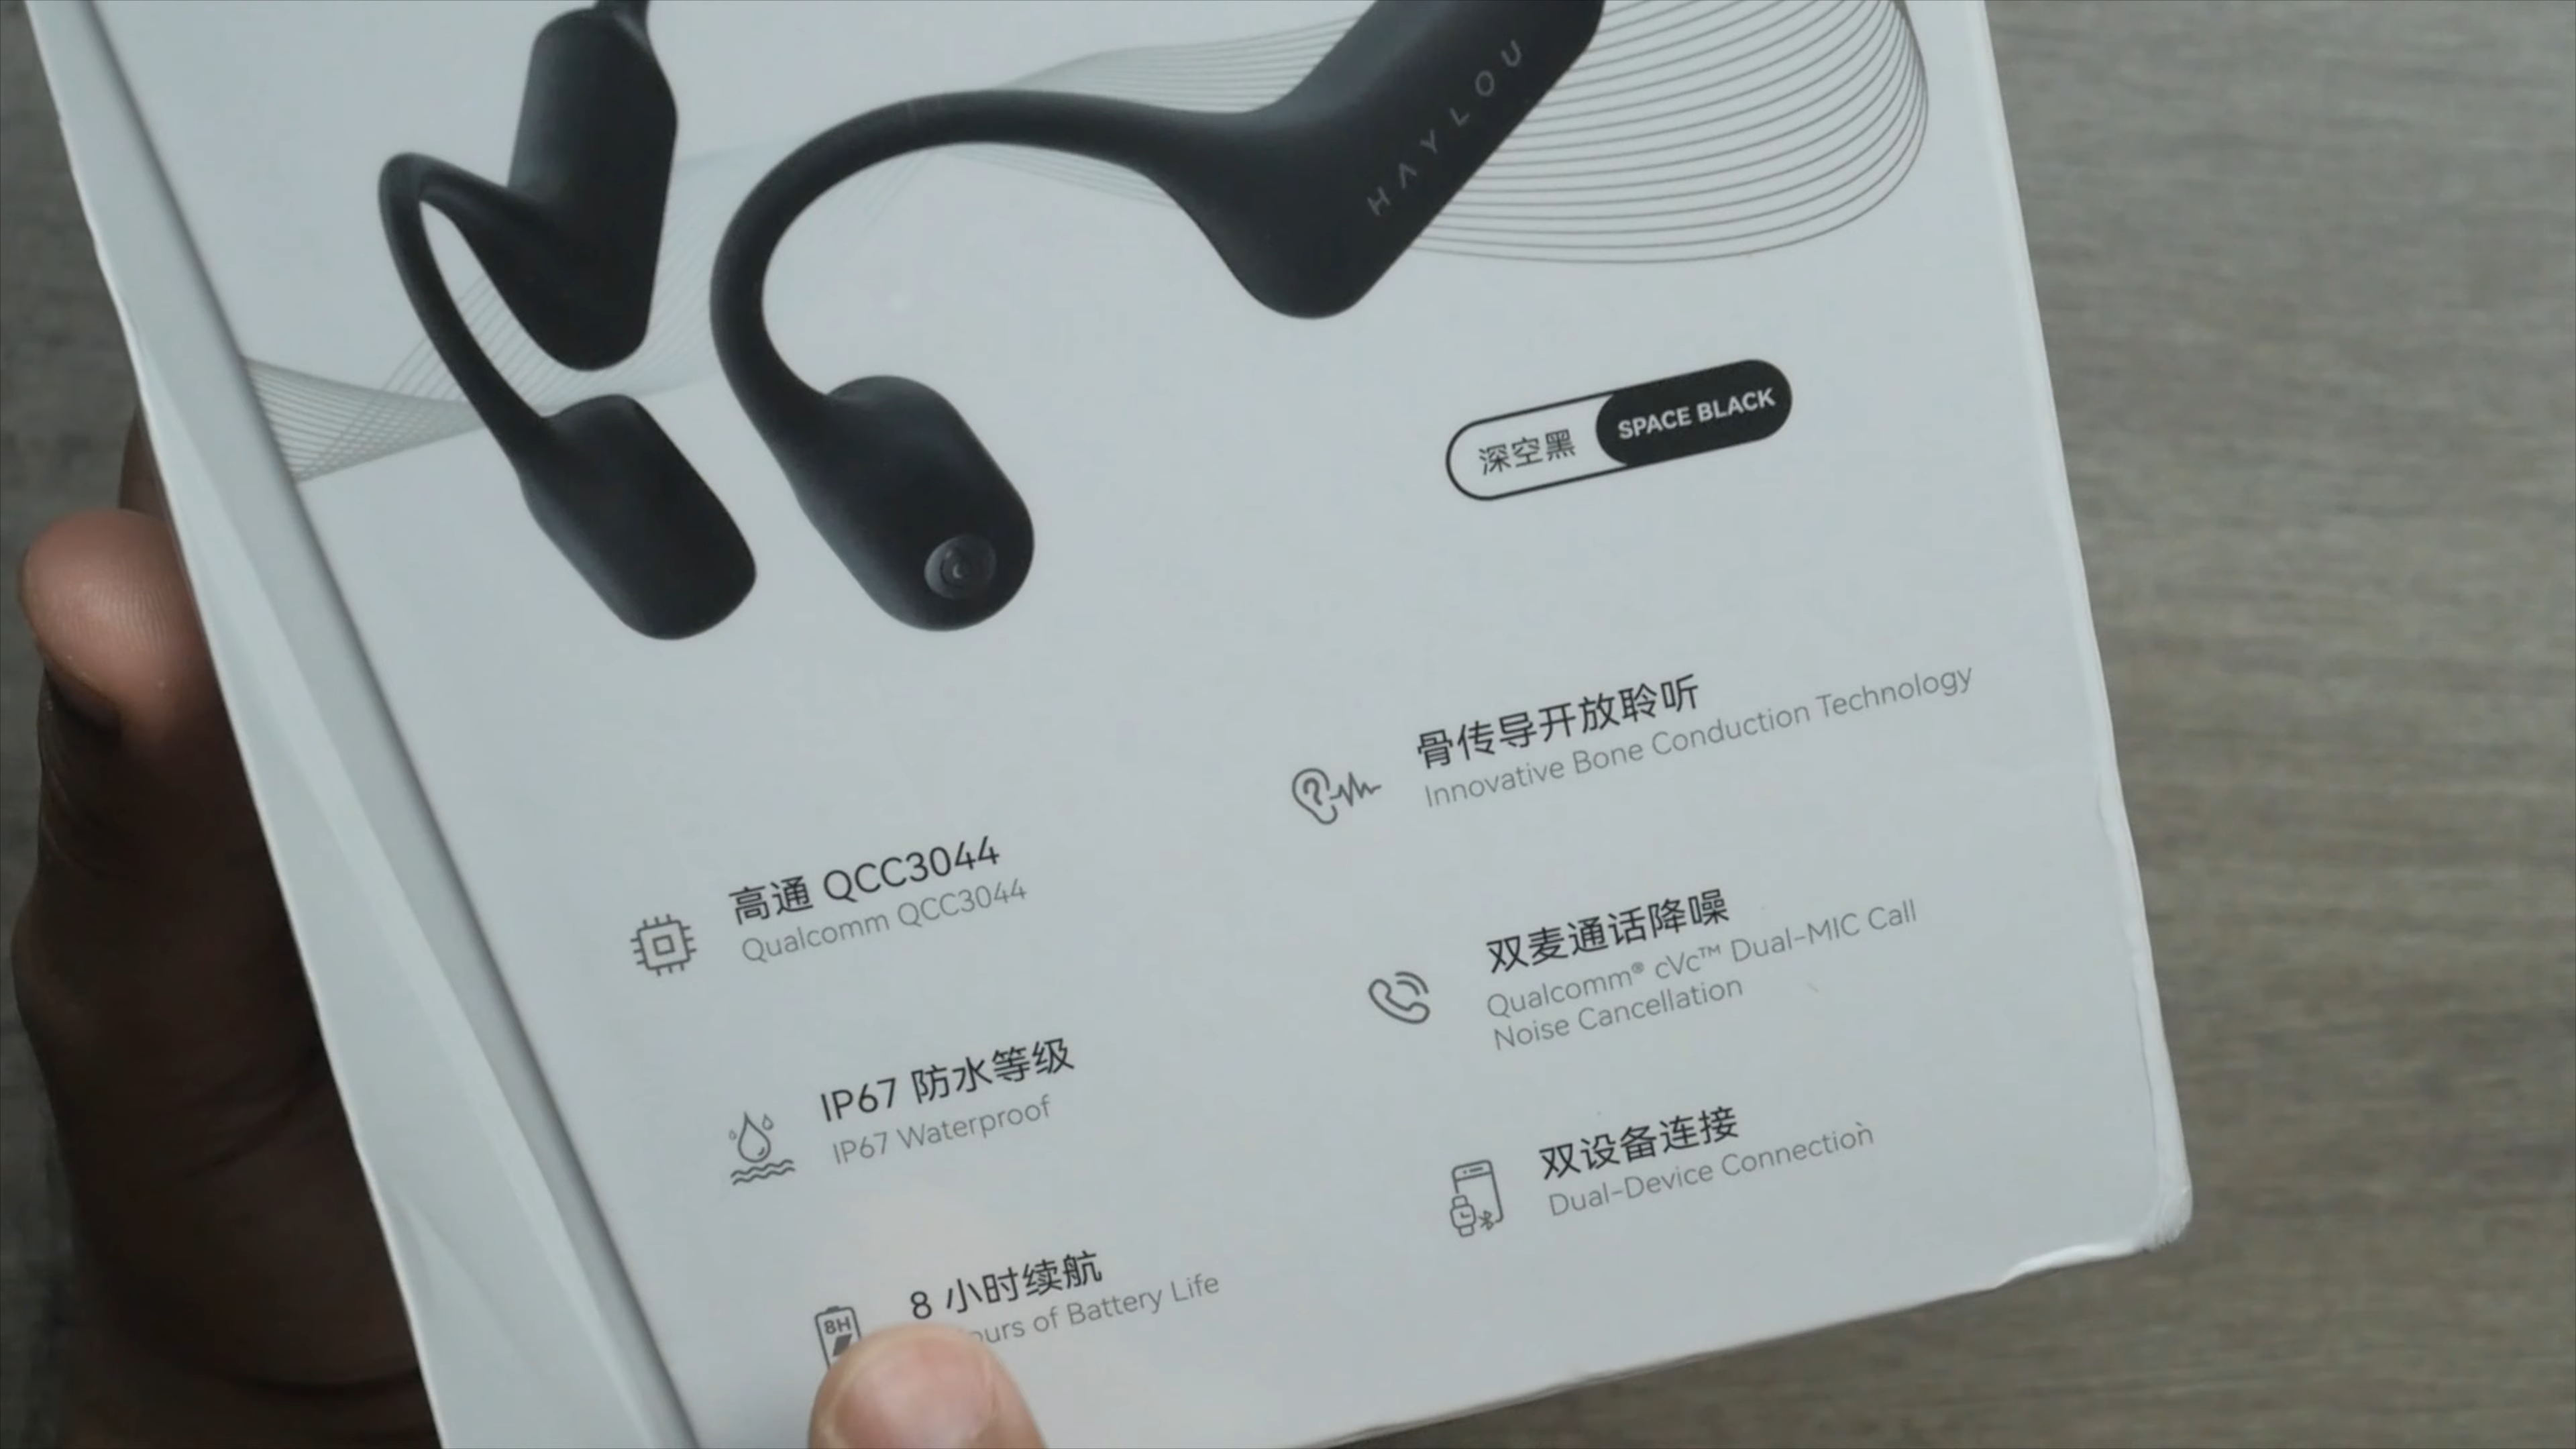 HAYLOU
深空黑 SPACE BLACK
骨传导开放聆听
Innovative Bone Conduction Technology
高通 QCC3044
Qualcomm QCC3044
双麦通话降噪
Qualcomm® cVc™ Dual-MIC Call
Noise Cancellation
IP67 防水等级
IP67 Waterproof
双设备连接
Dual-Device Connection
8 小时续航
of Battery Life
8H